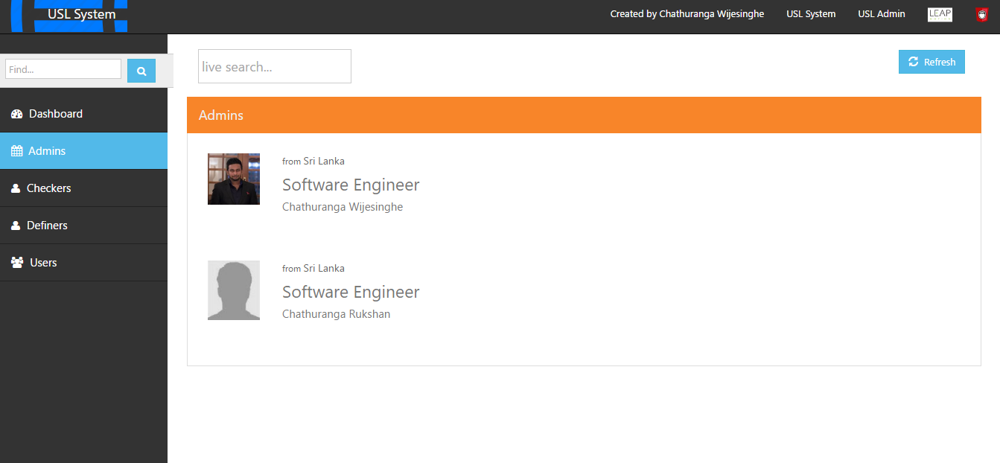 USL System
Created by Chathuranga Wijesinghe
USL System
USL Admin
LEAP
Find...
Dashboard
Admins
Checkers
Definers
Users
live search...
Refresh
Admins
from Sri Lanka
Software Engineer
Chathuranga Wijesinghe
from Sri Lanka
Software Engineer
Chathuranga Rukshan